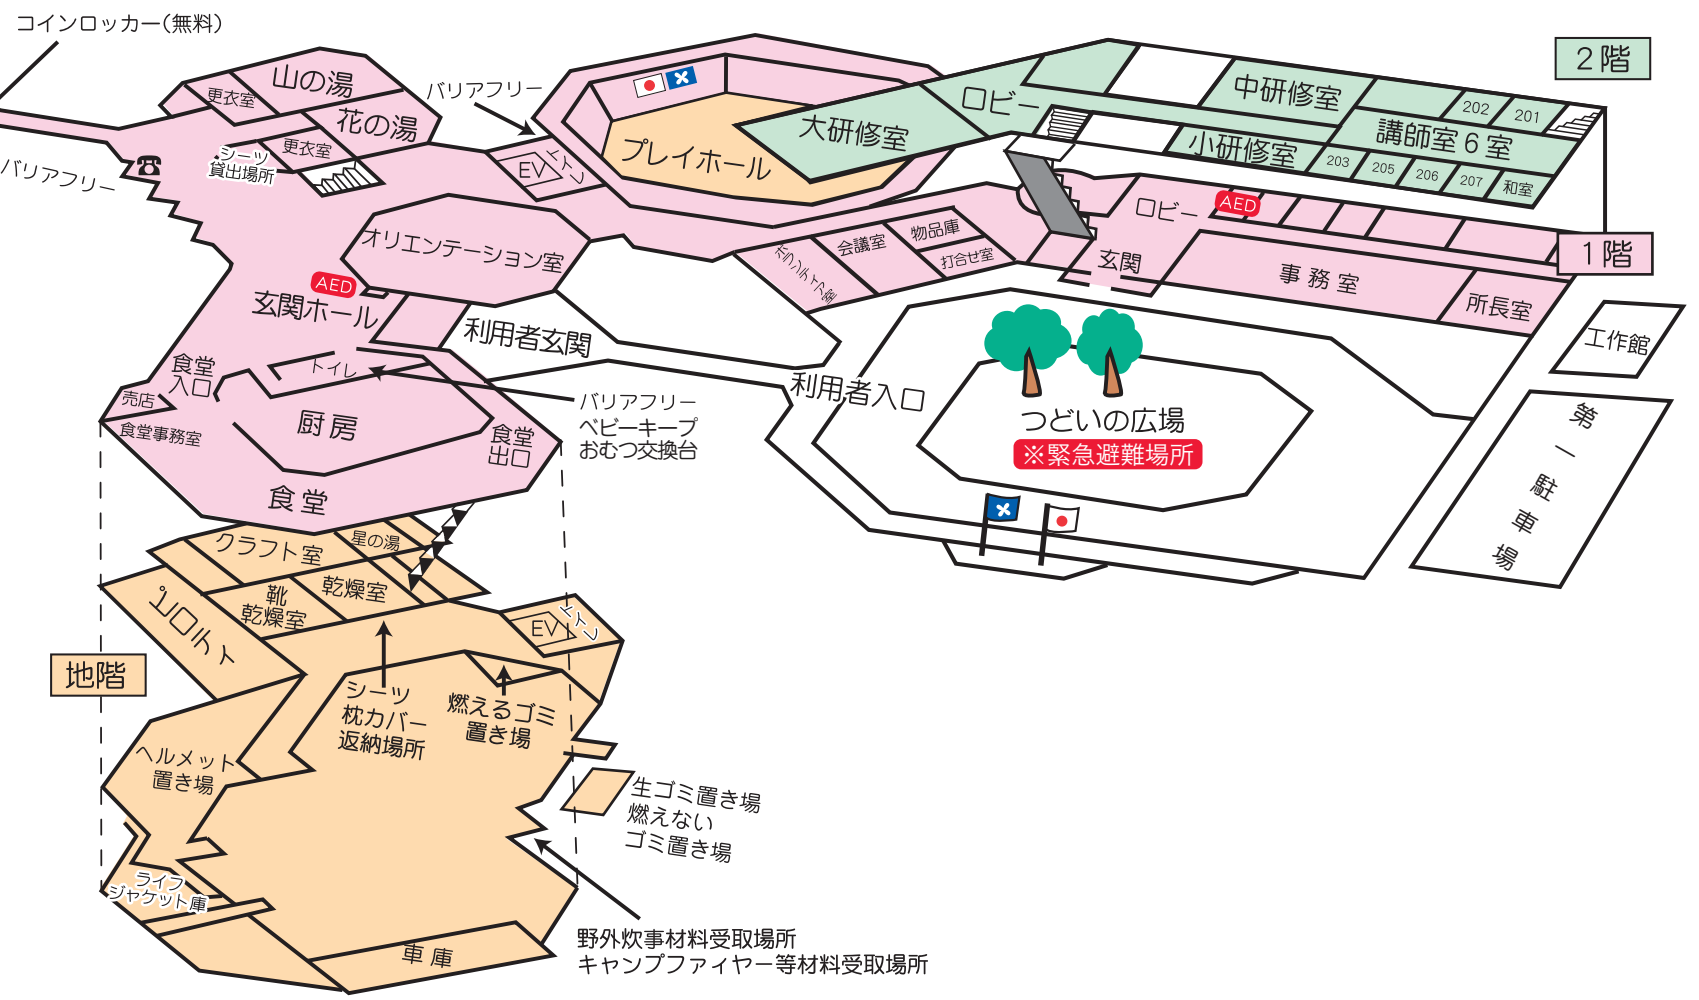 コインロッカー(無料)
２階
山の湯
更衣室
バリアフリー
中研修室
202
201
ロビー
花の湯
大研修室
講師室６室
更衣室
プレイホール
小研修室
203
205
206
207
和室
シーツ
貸出場所
バリアフリー
EV
トイレ
AED
ロビー
オリエンテーション室
ボランティア室
会議室
物品庫
打合せ室
玄関
１階
事務室
所長室
AED
玄関ホール
利用者玄関
工作館
食堂
入口
トイレ
利用者入口
売店
食堂事務室
厨房
食堂
出口
バリアフリー
ベビーキープ
おむつ交換台
つどいの広場
※緊急避難場所
第一駐車場
食堂
クラフト室
星の湯
靴
乾燥室
乾燥室
ピロティ
EV
トイレ
地階
シーツ
枕カバー
返納場所
燃えるゴミ
置き場
ヘルメット
置き場
生ゴミ置き場
燃えない
ゴミ置き場
ライフ
ジャケット庫
車庫
野外炊事材料受取場所
キャンプファイヤー等材料受取場所